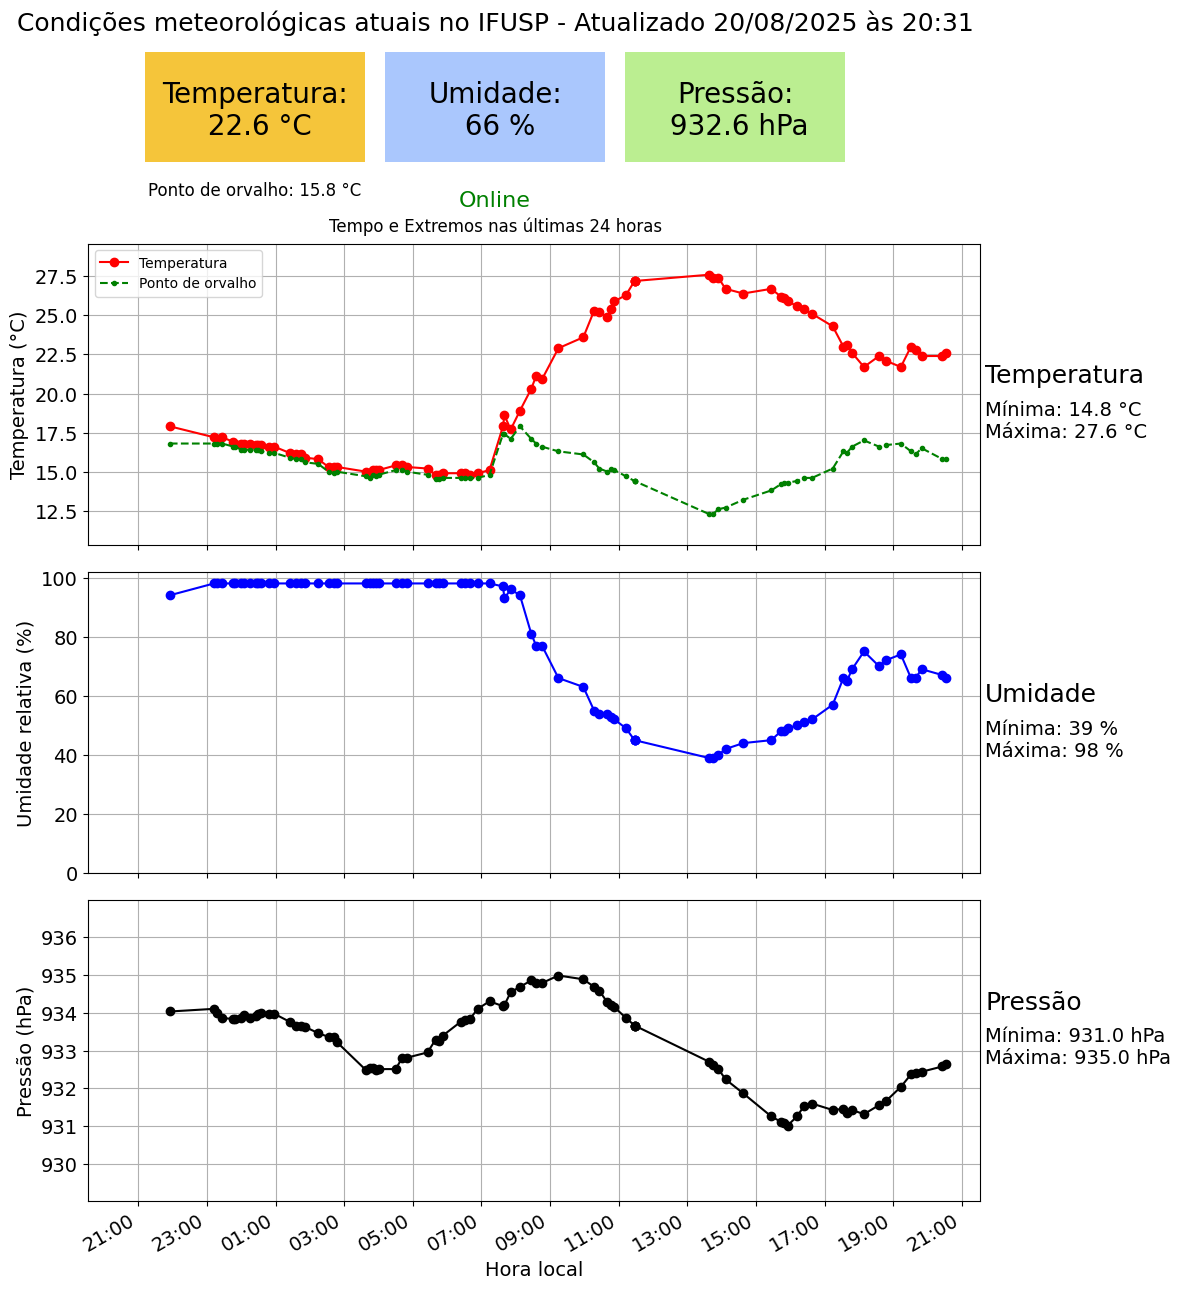 Condições meteorológicas atuais no IFUSP - Atualizado 20/08/2025 às 20:31
Temperatura:
22.6 °C
Umidade:
66 %
Pressão:
932.6 hPa
Ponto de orvalho: 15.8 °C
Online
Tempo e Extremos nas últimas 24 horas
Temperatura
Ponto de orvalho
Temperatura (°C)
27.5
25.0
22.5
20.0
17.5
15.0
12.5
Temperatura
Mínima: 14.8 °C
Máxima: 27.6 °C
Umidade relativa (%)
100
80
60
40
20
0
Umidade
Mínima: 39 %
Máxima: 98 %
Pressão (hPa)
936
935
934
933
932
931
930
Pressão
Mínima: 931.0 hPa
Máxima: 935.0 hPa
21:00
23:00
01:00
03:00
05:00
07:00
09:00
11:00
13:00
15:00
17:00
19:00
21:00
Hora local